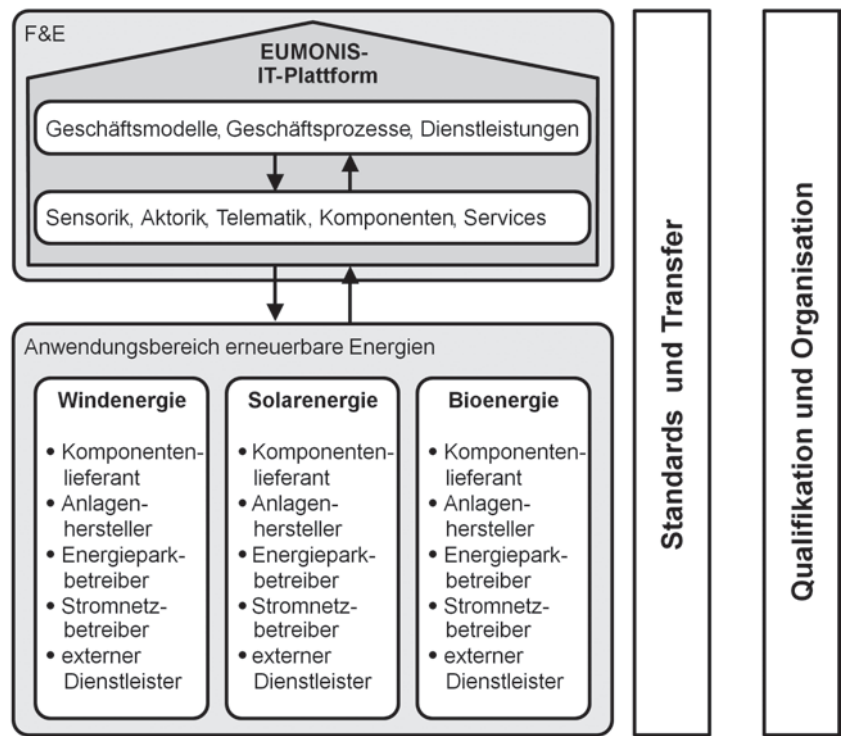 F&E
EUMONIS-
IT-Plattform
Geschäftsmodelle, Geschäftsprozesse, Dienstleistungen
Sensorik, Aktorik, Telematik, Komponenten, Services
Anwendungsbereich erneuerbare Energien
Windenergie
• Komponenten-
lieferant
• Anlagen-
hersteller
• Energiepark-
betreiber
• Stromnetz-
betreiber
• externer
Dienstleister
Solarenergie
• Komponenten-
lieferant
• Anlagen-
hersteller
• Energiepark-
betreiber
• Stromnetz-
betreiber
• externer
Dienstleister
Bioenergie
• Komponenten-
lieferant
• Anlagen-
hersteller
• Energiepark-
betreiber
• Stromnetz-
betreiber
• externer
Dienstleister
Standards und Transfer
Qualifikation und Organisation